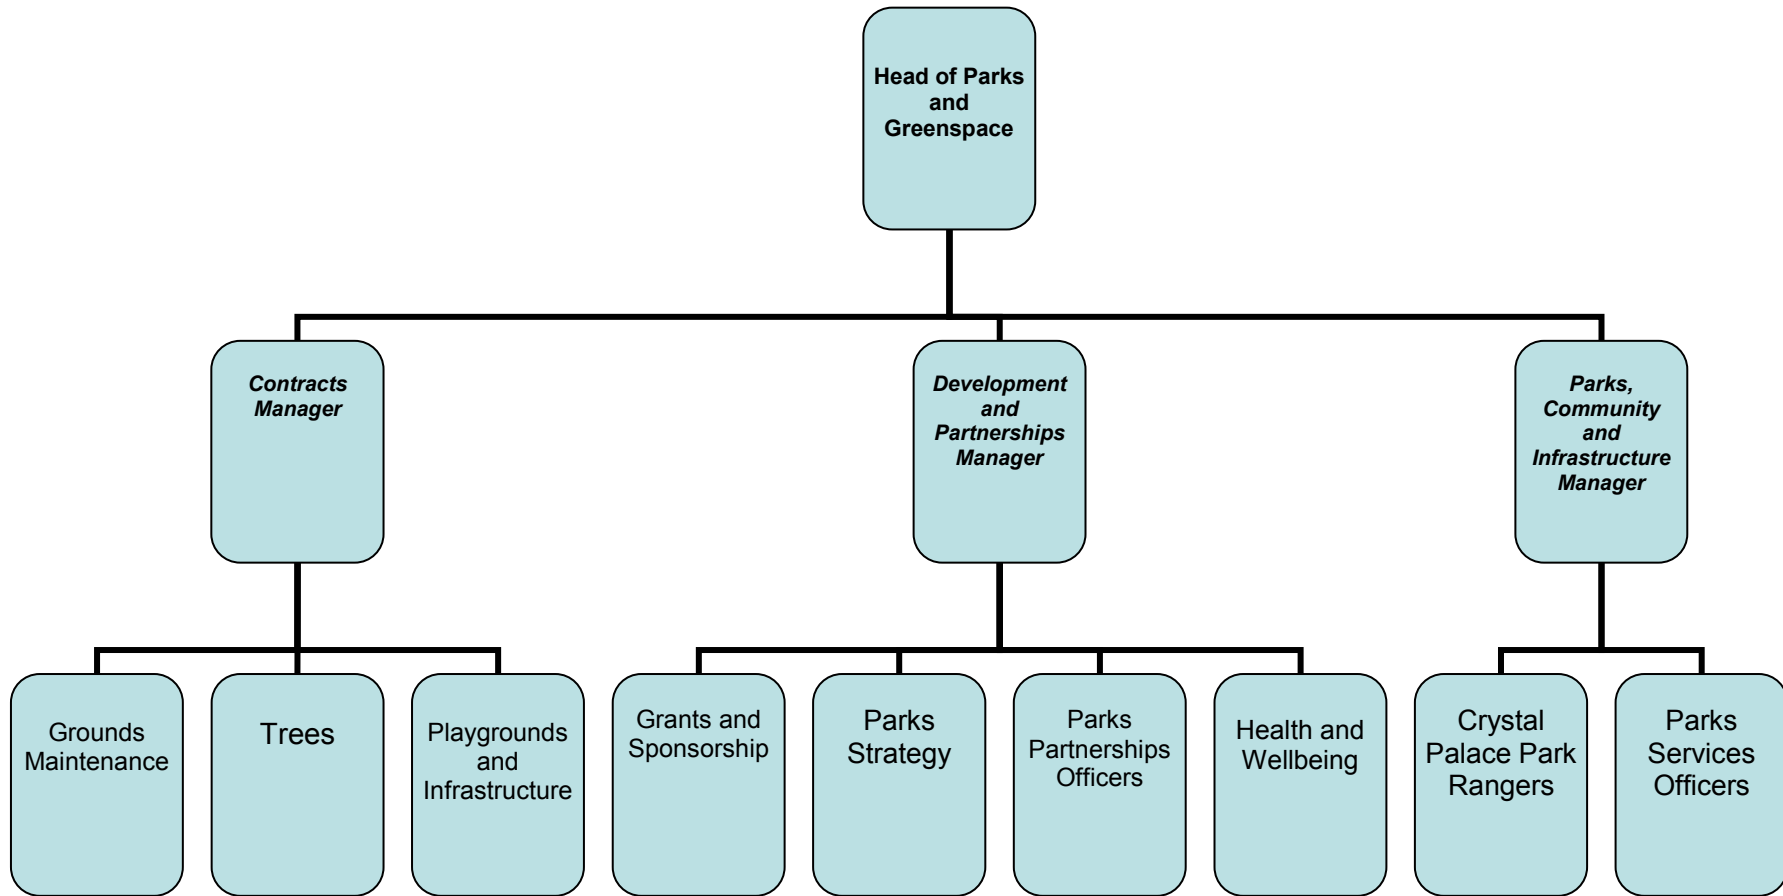 Head of Parks
and
Greenspace
Contracts
Manager
Development
and
Partnerships
Manager
Parks,
Community
and
Infrastructure
Manager
Grounds
Maintenance
Trees
Playgrounds
and
Infrastructure
Grants and
Sponsorship
Parks
Strategy
Parks
Partnerships
Officers
Health and
Wellbeing
Crystal
Palace Park
Rangers
Parks
Services
Officers